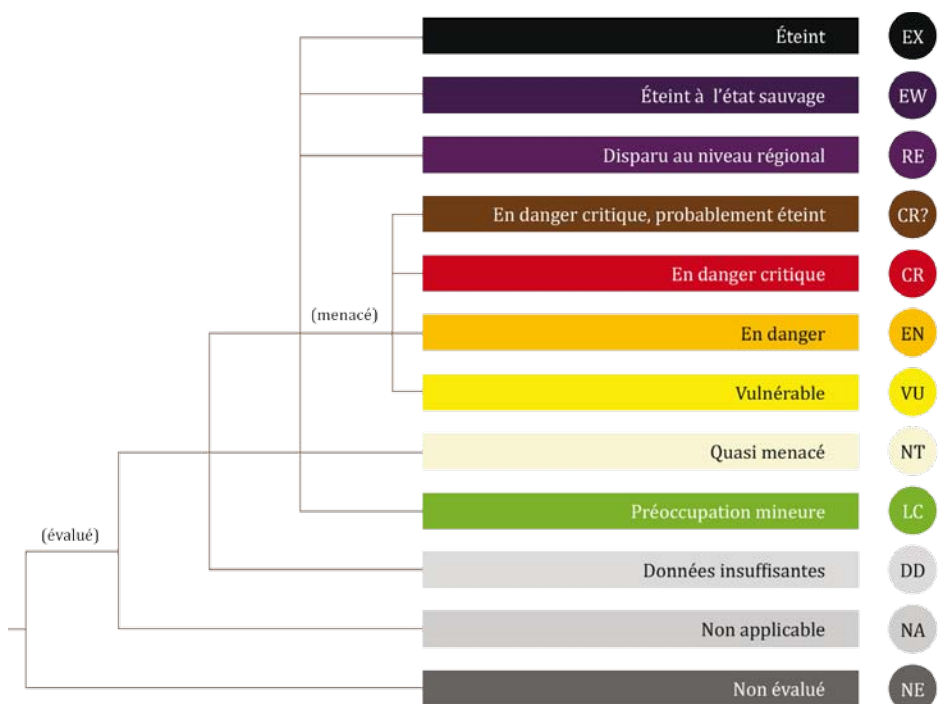 Éteint EX
Éteint à l'état sauvage EW
Disparu au niveau régional RE
En danger critique, probablement éteint CR?
En danger critique CR
(menacé)
En danger EN
Vulnérable VU
Quasi menacé NT
Préoccupation mineure LC
(évalué)
Données insuffisantes DD
Non applicable NA
Non évalué NE